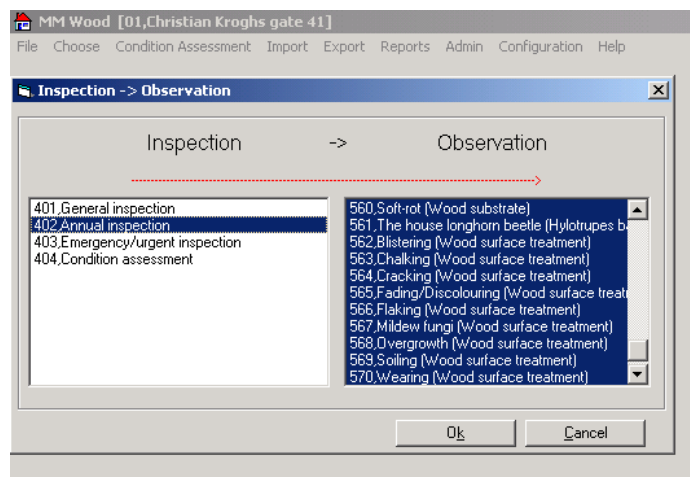 MM Wood [01,Christian Kroghs gate 41]
File Choose Condition Assessment Import Export Reports Admin Configuration Help
Inspection -> Observation
Inspection -> Observation
401,General inspection
402,Annual inspection
403,Emergency/urgent inspection
404,Condition assessment
560,Soft-rot (Wood substrate)
561,The house longhorn beetle (Hylotrupes
562,Blistering (Wood surface treatment)
563,Chalking (Wood surface treatment)
564,Cracking (Wood surface treatment)
565,Fading/Discolouring (Wood surface
566,Flaking (Wood surface treatment)
567,Mildew fungi (Wood surface treatment)
568,Overgrowth (Wood surface treatment)
569,Soiling (Wood surface treatment)
570,Wearing (Wood surface treatment)
Ok Cancel